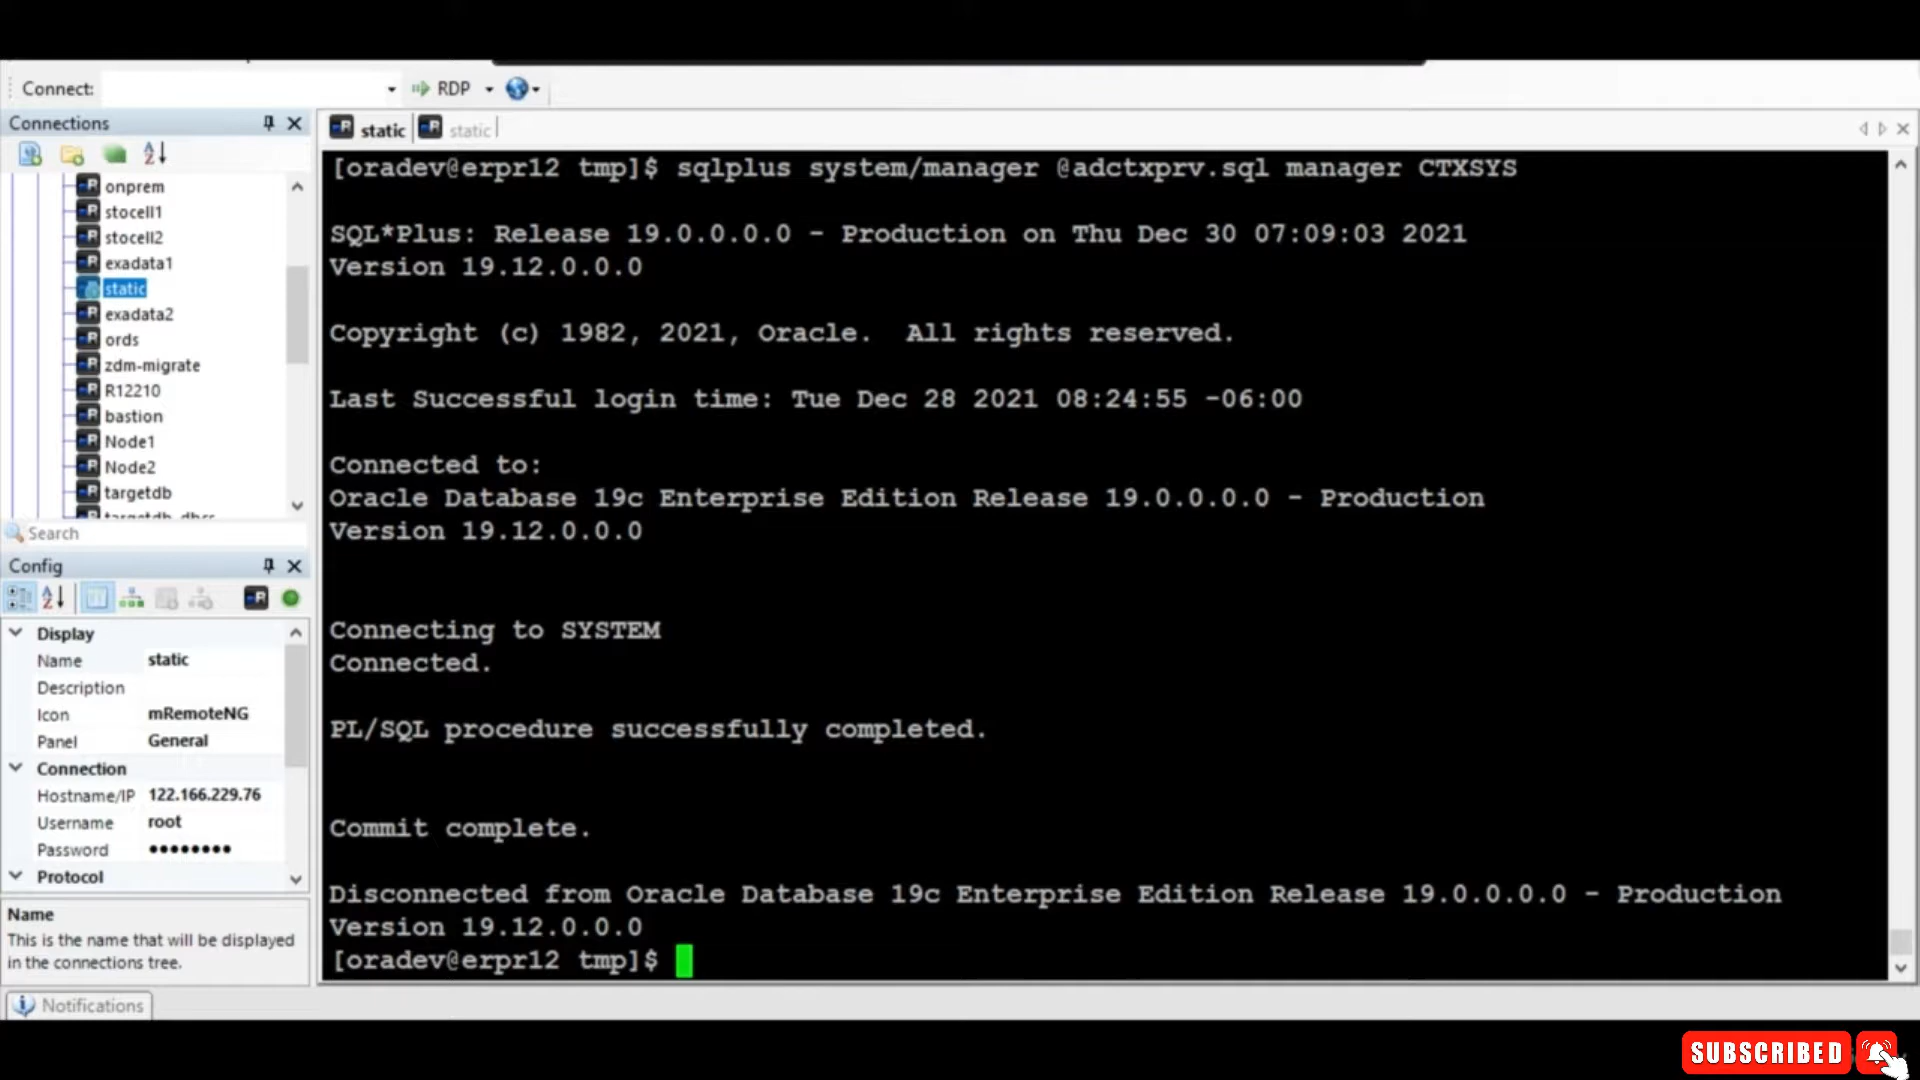 Connect:
RDP
Connections
static
static
onprem
stocell1
stocell2
exadata1
static
exadata2
ords
zdm-migrate
R12210
bastion
Node1
Node2
targetdb
Search
Config
Display
Name static
Description
Icon mRemoteNG
Panel General
Connection
Hostname/IP 122.166.229.76
Username root
Password ●●●●●●●●
Protocol
Name
This is the name that will be displayed
in the connections tree.
Notifications
[oradev@erpr12 tmp]$ sqlplus system/manager @adctxprv.sql manager CTXSYS
SQL*Plus: Release 19.0.0.0.0 - Production on Thu Dec 30 07:09:03 2021
Version 19.12.0.0.0
Copyright (c) 1982, 2021, Oracle.  All rights reserved.
Last Successful login time: Tue Dec 28 2021 08:24:55 -06:00
Connected to:
Oracle Database 19c Enterprise Edition Release 19.0.0.0.0 - Production
Version 19.12.0.0.0
Connecting to SYSTEM
Connected.
PL/SQL procedure successfully completed.
Commit complete.
Disconnected from Oracle Database 19c Enterprise Edition Release 19.0.0.0.0 - Production
Version 19.12.0.0.0
[oradev@erpr12 tmp]$
SUBSCRIBED